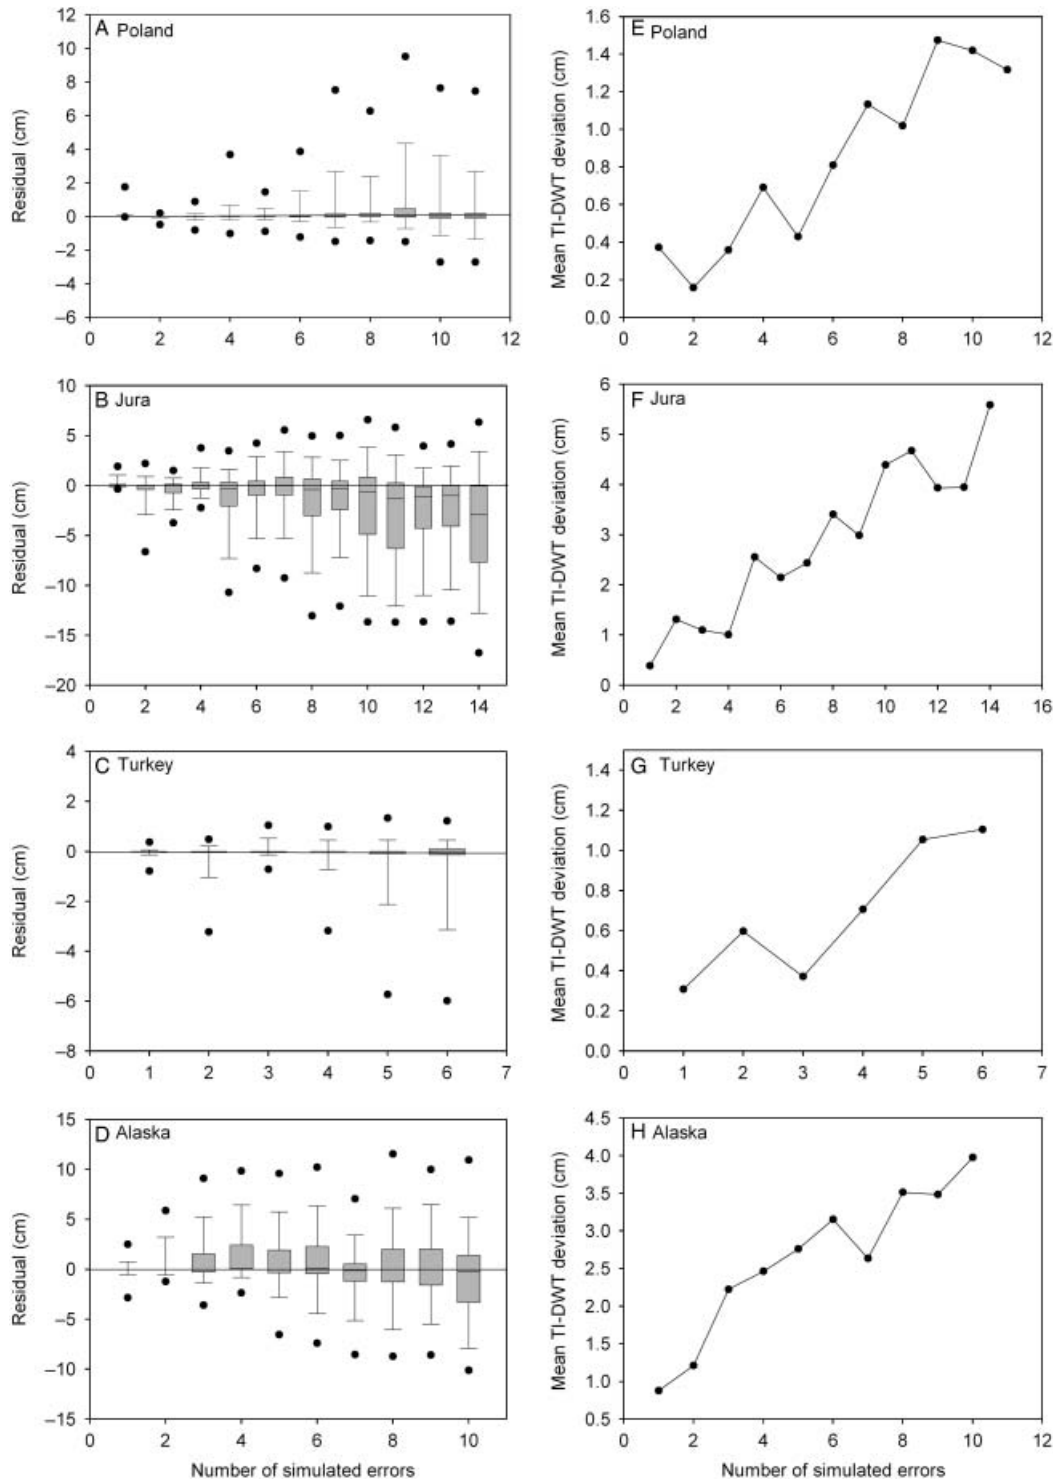 A Poland
Residual (cm)
12
10
8
6
4
2
0
–2
–4
–6
0 2 4 6 8 10 12
E Poland
Mean TI-DWT deviation (cm)
1.6
1.4
1.2
1.0
0.8
0.6
0.4
0.2
0.0
0 2 4 6 8 10 12
B Jura
Residual (cm)
10
5
0
–5
–10
–15
–20
0 2 4 6 8 10 12 14
F Jura
Mean TI-DWT deviation (cm)
6
5
4
3
2
1
0
0 2 4 6 8 10 12 14 16
C Turkey
Residual (cm)
4
2
0
–2
–4
–6
–8
0 1 2 3 4 5 6 7
G Turkey
Mean TI-DWT deviation (cm)
1.4
1.2
1.0
0.8
0.6
0.4
0.2
0.0
0 1 2 3 4 5 6 7
D Alaska
Residual (cm)
15
10
5
0
–5
–10
–15
0 2 4 6 8 10
Number of simulated errors
H Alaska
Mean TI-DWT deviation (cm)
4.5
4.0
3.5
3.0
2.5
2.0
1.5
1.0
0.5
0 2 4 6 8 10 12
Number of simulated errors